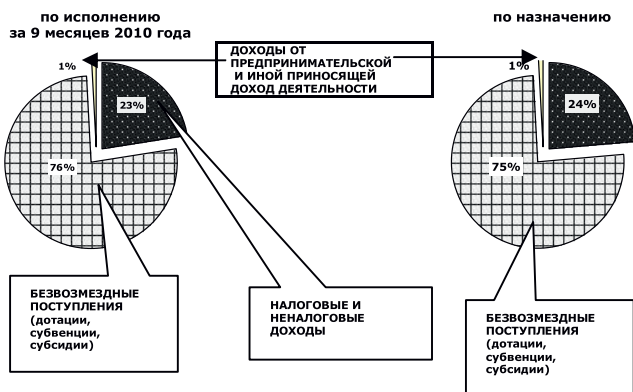 по исполнению
за 9 месяцев 2010 года
по назначению
ДОХОДЫ ОТ
ПРЕДПРИНИМАТЕЛЬСКОЙ
И ИНОЙ ПРИНОСЯЩЕЙ
ДОХОД ДЕЯТЕЛЬНОСТИ
1%
23%
76%
1%
24%
75%
БЕЗВОЗМЕЗДНЫЕ
ПОСТУПЛЕНИЯ
(дотации,
субвенции,
субсидии)
НАЛОГОВЫЕ И
НЕНАЛОГОВЫЕ
ДОХОДЫ
БЕЗВОЗМЕЗДНЫЕ
ПОСТУПЛЕНИЯ
(дотации,
субвенции,
субсидии)